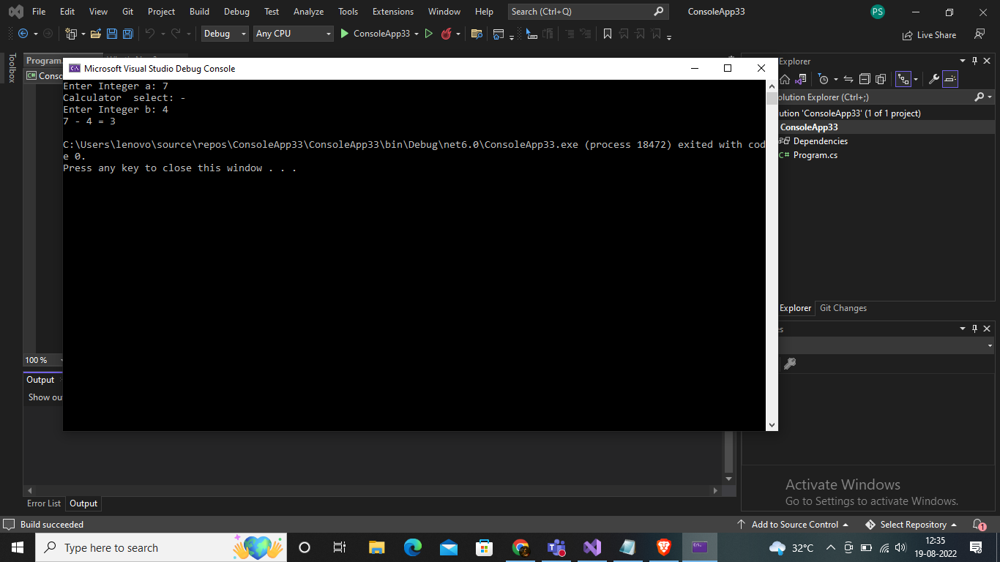 File Edit View Git Project Build Debug Test Analyze Tools Extensions Window Help Search (Ctrl+Q) ConsoleApp33 PS
Debug Any CPU ConsoleApp33 Live Share
Toolbox
Program.
C# Conso
Microsoft Visual Studio Debug Console
Enter Integer a: 7
Calculator  select: -
Enter Integer b: 4
7 - 4 = 3
C:\Users\lenovo\source\repos\ConsoleApp33\ConsoleApp33\bin\Debug\net6.0\ConsoleApp33.exe (process 18472) exited with cod
e 0.
Press any key to close this window . . .
Explorer
olution Explorer (Ctrl+;)
ution 'ConsoleApp33' (1 of 1 project)
ConsoleApp33
Dependencies
C# Program.cs
Explorer Git Changes
es
100 %
Output
Show ou
Error List Output
Activate Windows
Go to Settings to activate Windows.
Build succeeded Add to Source Control Select Repository 1
Type here to search 32°C 12:35
19-08-2022